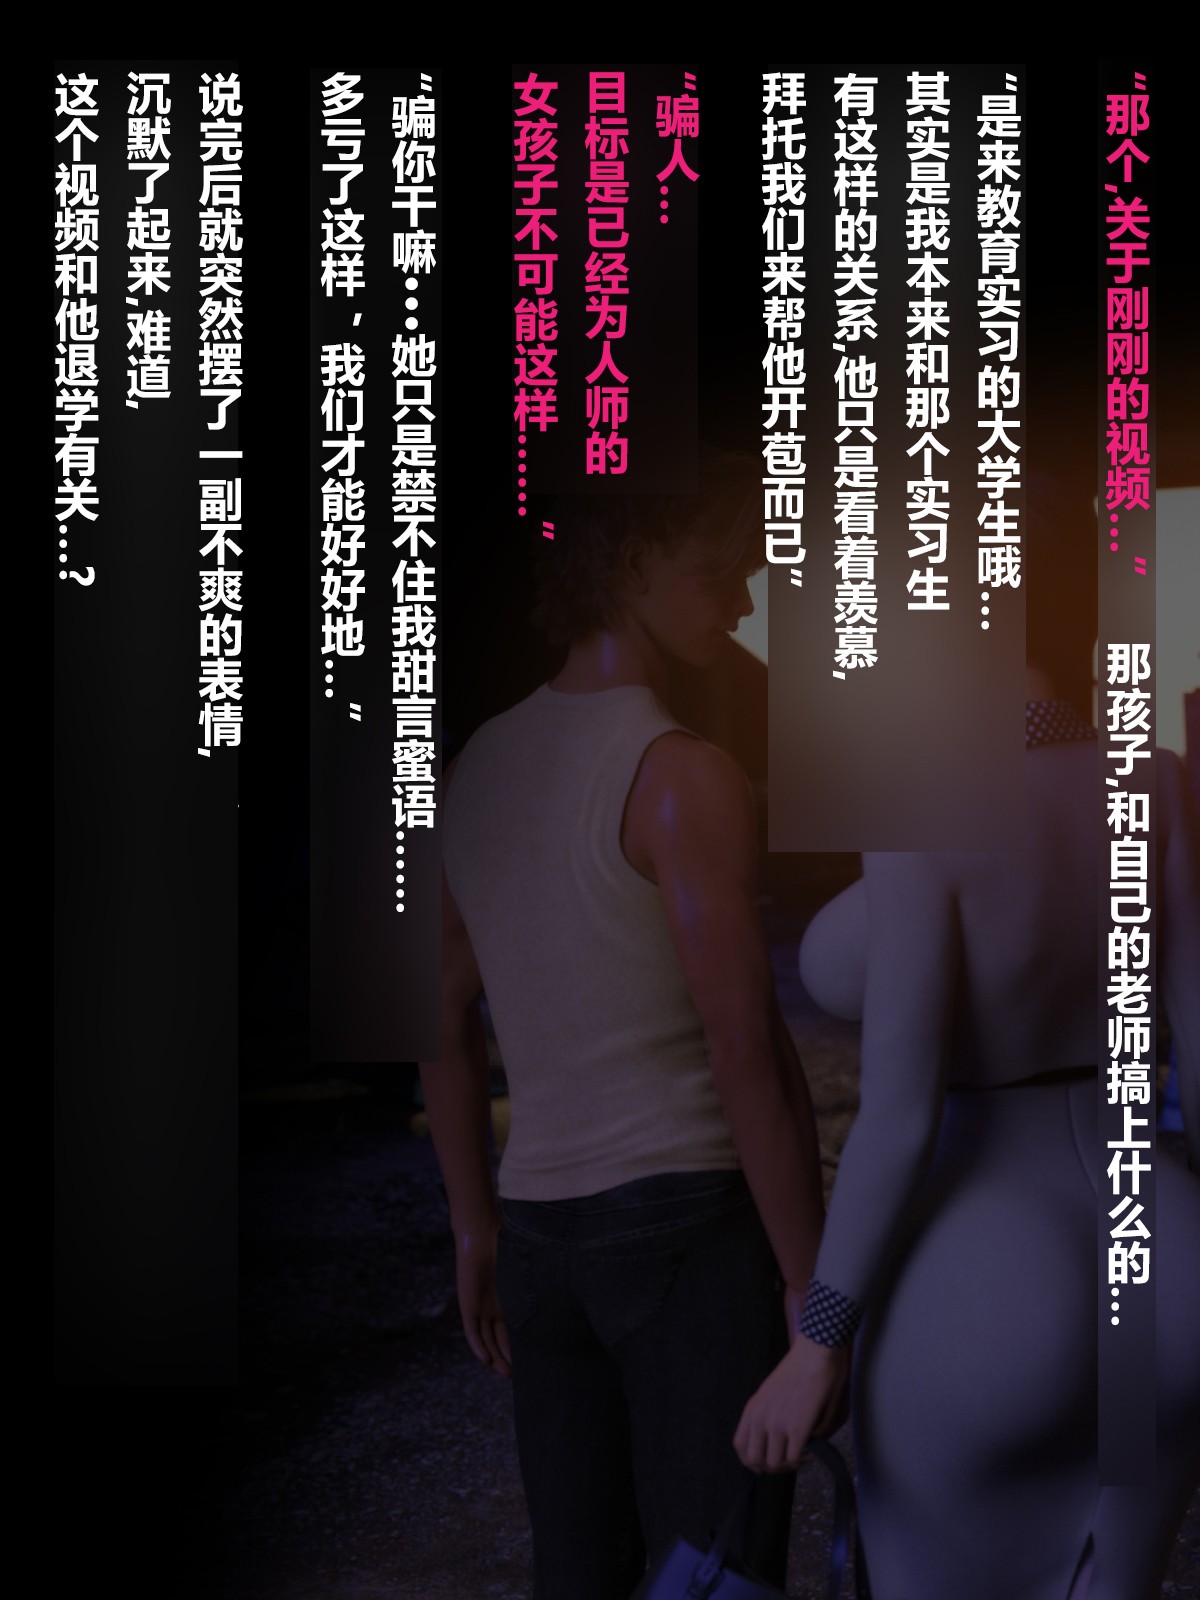 “那个,关于刚刚的视频…”
那孩子,和自己的老师搞上什么的…
“是来教育实习的大学生哦…
其实是我本来和那个实习生
有这样的关系,他只是看着羡慕,
拜托我们来帮他开苞而已”
“骗人…
目标是已经为人师的
女孩子不可能这样……”
“骗你干嘛•••她只是禁不住我甜言蜜语……
多亏了这样，我们才能好好地…”
说完后就突然摆了一副不爽的表情,
沉默了起来,难道,
这个视频和他退学有关…?